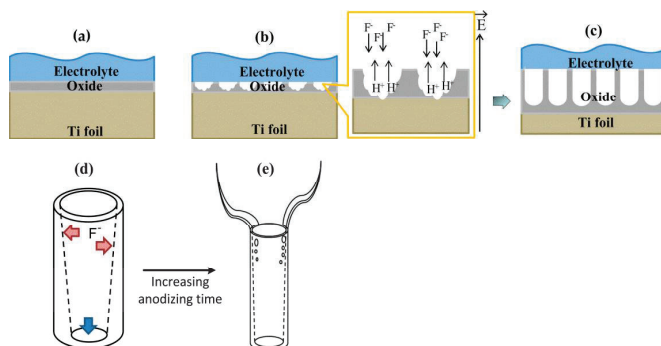 (a)
Electrolyte
Oxide
Ti foil
(b)
Electrolyte
Oxide
Ti foil
F⁻ F⁻ F⁻
F⁻
H⁺ H⁺
F⁻ F⁻
F⁻
H⁺ H⁺
E
(c)
Electrolyte
Oxide
Ti foil
(d)
F⁻
Increasing
anodizing time
(e)